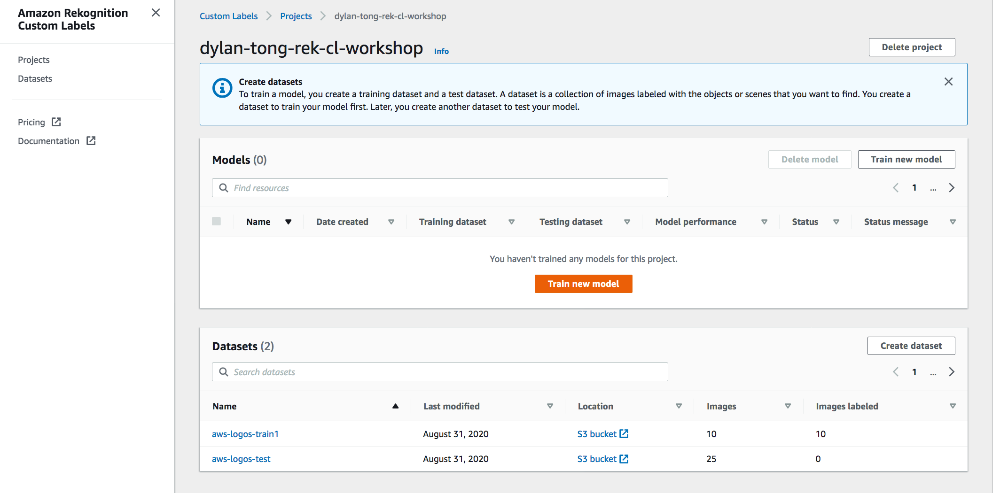 Amazon Rekognition
Custom Labels
Projects
Datasets
Pricing
Documentation
Custom Labels > Projects > dylan-tong-rek-cl-workshop
dylan-tong-rek-cl-workshop Info
Delete project
Create datasets
To train a model, you create a training dataset and a test dataset. A dataset is a collection of images labeled with the objects or scenes that you want to find. You create a
dataset to train your model first. Later, you create another dataset to test your model.
Models (0)
Delete model
Train new model
Find resources
1 ...
Name Date created Training dataset Testing dataset Model performance Status Status message
You haven't trained any models for this project.
Train new model
Datasets (2)
Create dataset
Search datasets
1 ...
Name Last modified Location Images Images labeled
aws-logos-train1 August 31, 2020 S3 bucket 10 10
aws-logos-test August 31, 2020 S3 bucket 25 0